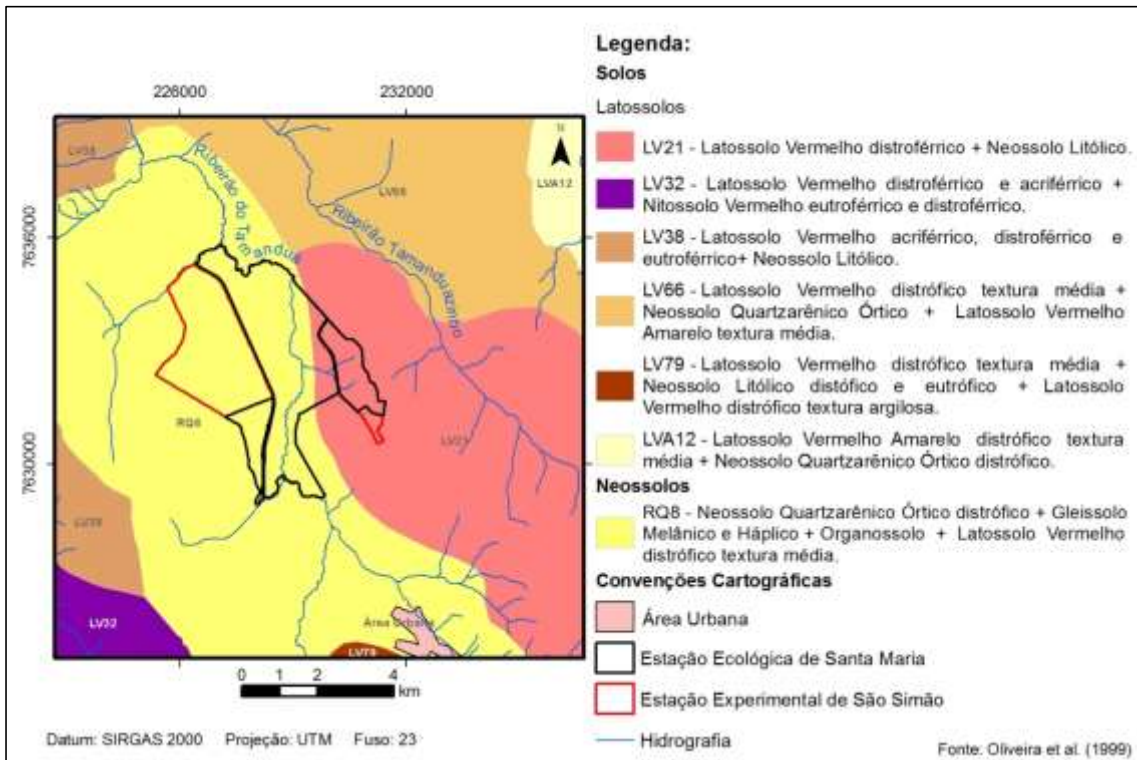 226000
232000
7636000
7630000
LV38
Ribeirão do Tamanduá
LV66
Ribeirão Tamanduazinho
N
LVA12
RQ8
LV21
LV38
LV32
Área Urbana
LV79
0 1 2 4
km
Datum: SIRGAS 2000 Projeção: UTM Fuso: 23
Legenda:
Solos
Latossolos
LV21 - Latossolo Vermelho distroférrico + Neossolo Litólico.
LV32 - Latossolo Vermelho distroférrico e acriférrico +
Nitossolo Vermelho eutroférrico e distroférrico.
LV38 - Latossolo Vermelho acriférrico, distroférrico e
eutroférrico+ Neossolo Litólico.
LV66 - Latossolo Vermelho distrófico textura média +
Neossolo Quartzarênico Órtico + Latossolo Vermelho
Amarelo textura média.
LV79 - Latossolo Vermelho distrófico textura média +
Neossolo Litólico distófico e eutrófico + Latossolo
Vermelho distrófico textura argilosa.
LVA12 - Latossolo Vermelho Amarelo distrófico textura
média + Neossolo Quartzarênico Órtico distrófico.
Neossolos
RQ8 - Neossolo Quartzarênico Órtico distrófico + Gleissolo
Melânico e Háplico + Organossolo + Latossolo Vermelho
distrófico textura média.
Convenções Cartográficas
Área Urbana
Estação Ecológica de Santa Maria
Estação Experimental de São Simão
Hidrografia
Fonte: Oliveira et al. (1999)